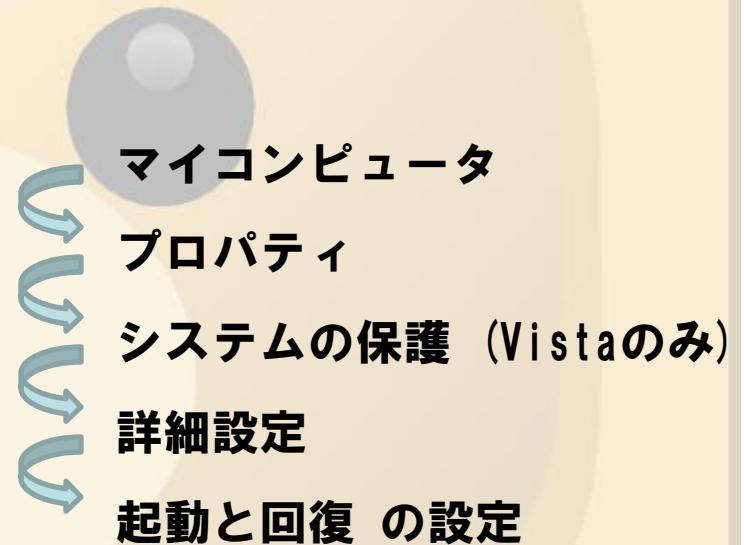 マイコンピュータ
プロパティ
システムの保護 (Vistaのみ)
詳細設定
起動と回復 の設定